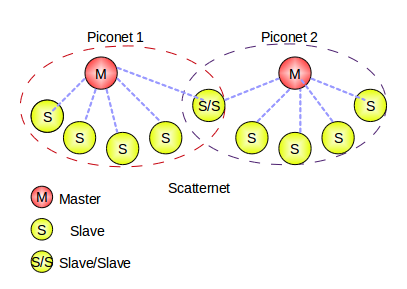 Piconet 1 Piconet 2
M M
S/S
S S
S S S S
S S
Scatternet
M Master
S Slave
S/S Slave/Slave